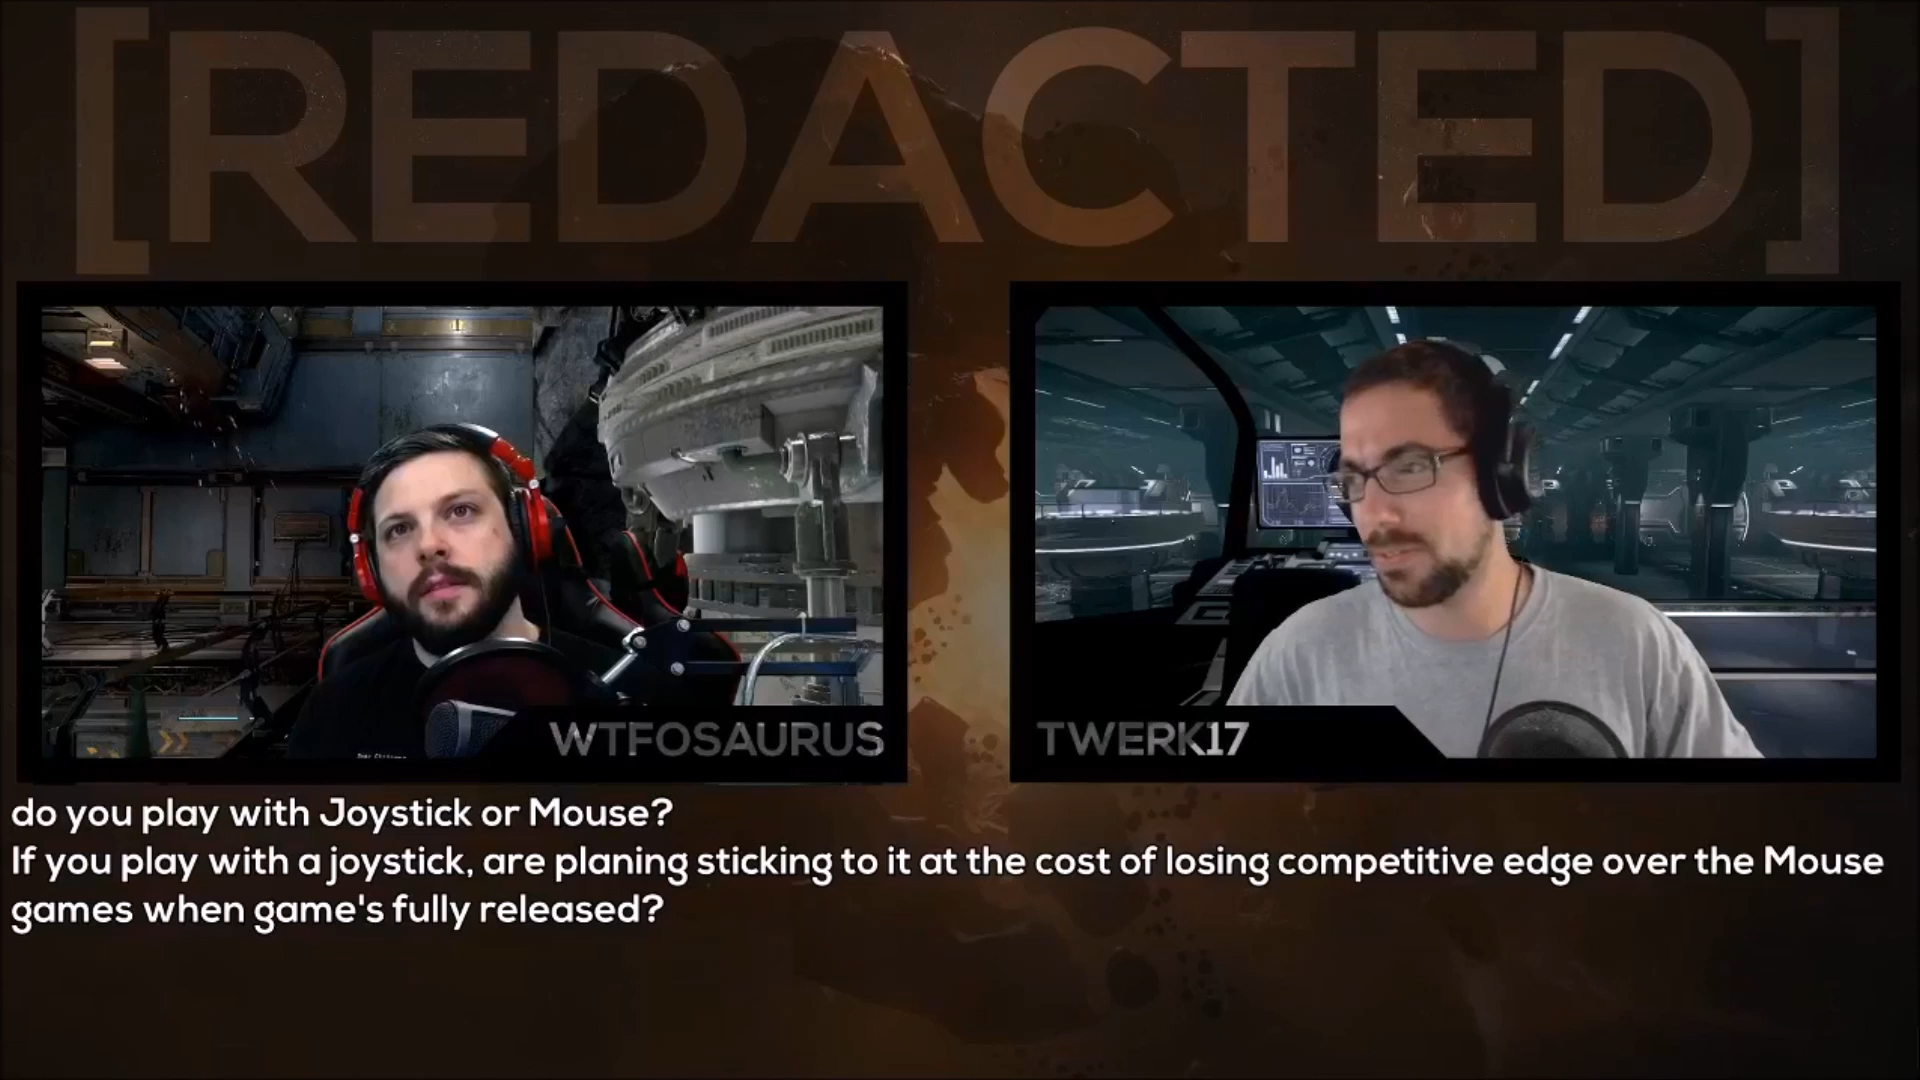 [REDACTED]
WTFOSAURUS
TWERK17
do you play with Joystick or Mouse?
If you play with a joystick, are planing sticking to it at the cost of losing competitive edge over the Mouse
games when game's fully released?